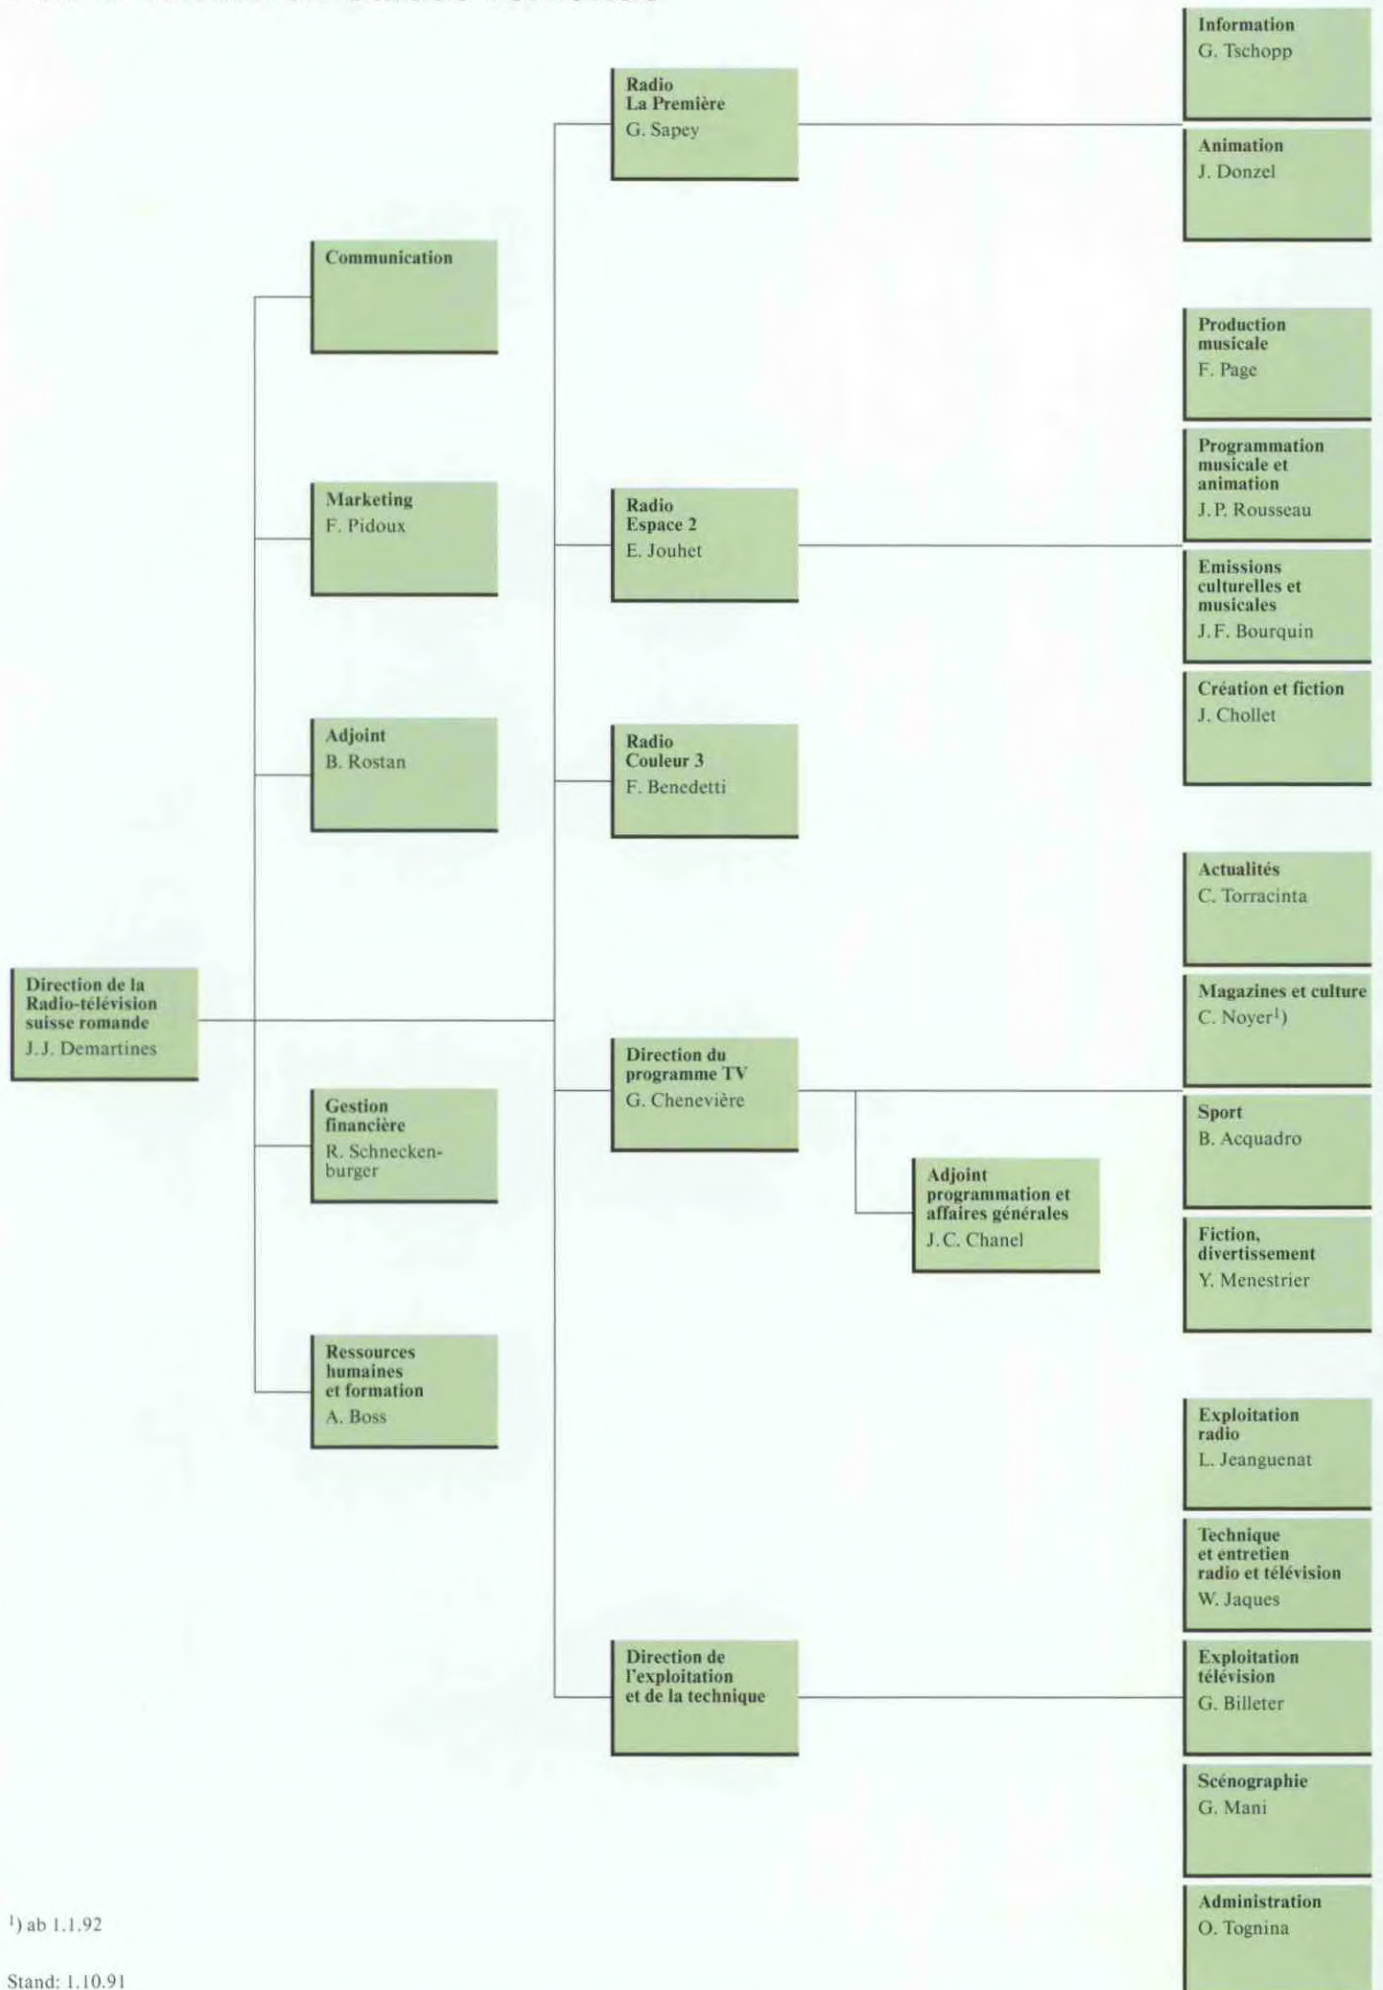 Information
G. Tschopp
Radio
La Première
G. Sapey
Animation
J. Donzel
Communication
Production
musicale
F. Page
Programmation
musicale et
animation
J.P. Rousseau
Marketing
F. Pidoux
Radio
Espace 2
E. Jouhet
Emissions
culturelles et
musicales
J.F. Bourquin
Création et fiction
J. Chollet
Adjoint
B. Rostan
Radio
Couleur 3
F. Benedetti
Actualités
C. Torracinta
Direction de la
Radio-télévision
suisse romande
J.J. Demartines
Magazines et culture
C. Noyer¹)
Direction du
programme TV
G. Chenevière
Gestion
financière
R. Schnecken-
burger
Sport
B. Acquadro
Adjoint
programmation et
affaires générales
J.C. Chanel
Fiction,
divertissement
Y. Menestrier
Ressources
humaines
et formation
A. Boss
Exploitation
radio
L. Jeanguenat
Technique
et entretien
radio et télévision
W. Jaques
Direction de
l'exploitation
et de la technique
Exploitation
télévision
G. Billeter
Scénographie
G. Mani
Administration
O. Tognina
¹) ab 1.1.92
Stand: 1.10.91